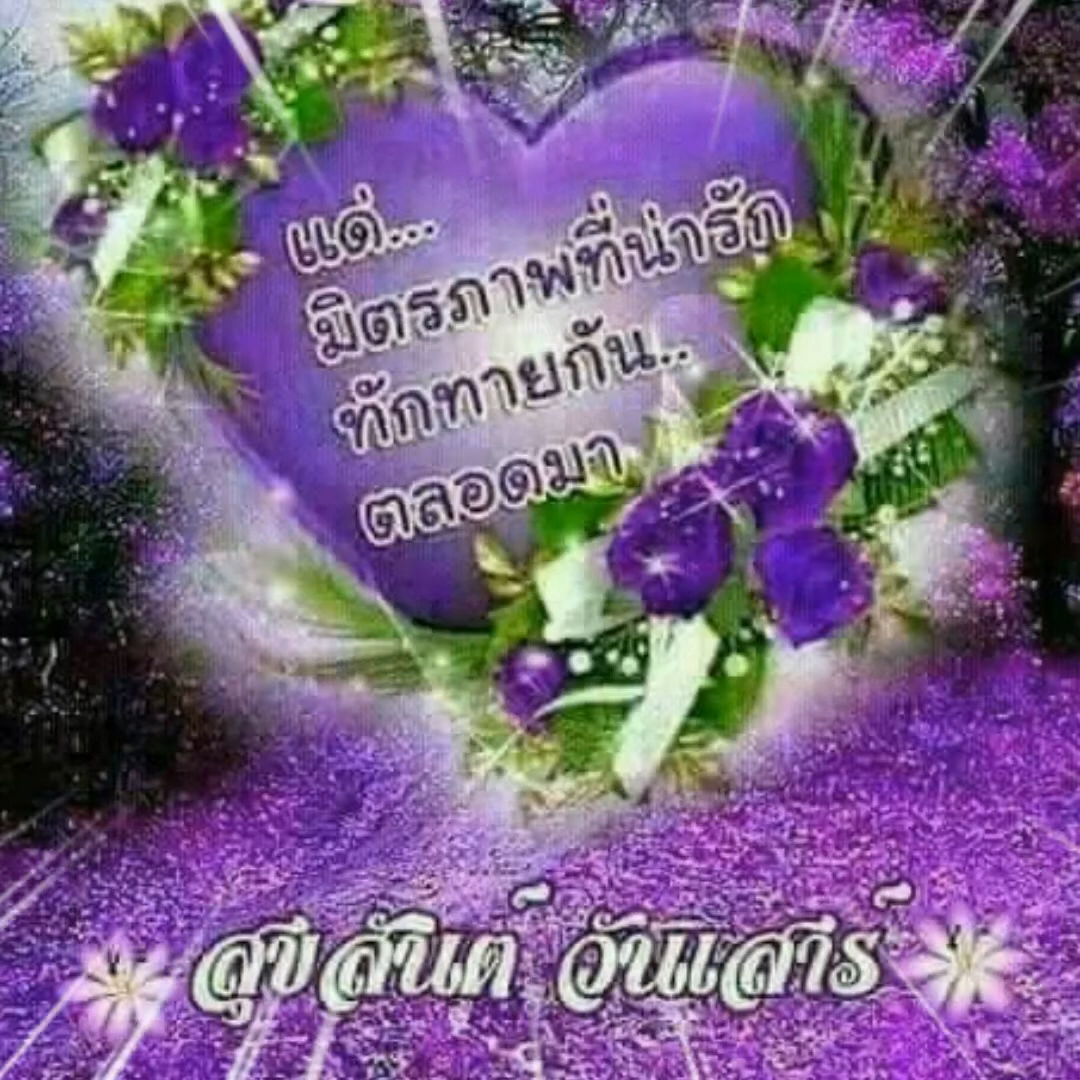 แด่...
มิตรภาพที่น่ารัก
ทักทายกัน..
ตลอดมา
สุขสันต์ วันเสาร์